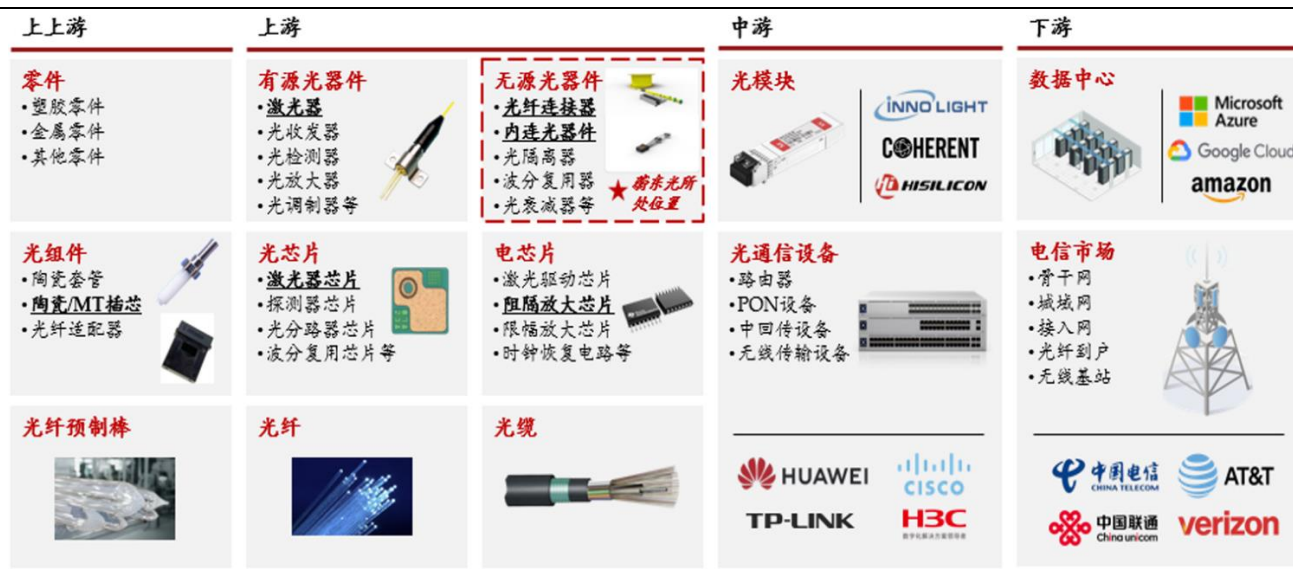 上上游
上游
中游
下游
零件
•塑胶零件
•金属零件
•其他零件
有源光器件
•激光器
•光收发器
•光检测器
•光放大器
•光调制器等
无源光器件
•光纤连接器
•内连光器件
•光隔离器
•波分复用器
•光衰减器等
★蘅东光所
处位置
光模块
INNOLIGHT
COHERENT
HISILICON
数据中心
Microsoft
Azure
Google Cloud
amazon
光组件
•陶瓷套管
•陶瓷/MT插芯
•光纤适配器
光芯片
•激光器芯片
•探测器芯片
•光分路器芯片
•波分复用芯片等
电芯片
•激光驱动芯片
•阻隔放大芯片
•限幅放大芯片
•时钟恢复电路等
光通信设备
•路由器
•PON设备
•中回传设备
•无线传输设备
电信市场
•骨干网
•城域网
•接入网
•光纤到户
•无线基站
光纤预制棒
光纤
光缆
HUAWEI
CISCO
TP-LINK
H3C
数字化解决方案领导者
中国电信
CHINA TELECOM
AT&T
中国联通
China unicom
verizon